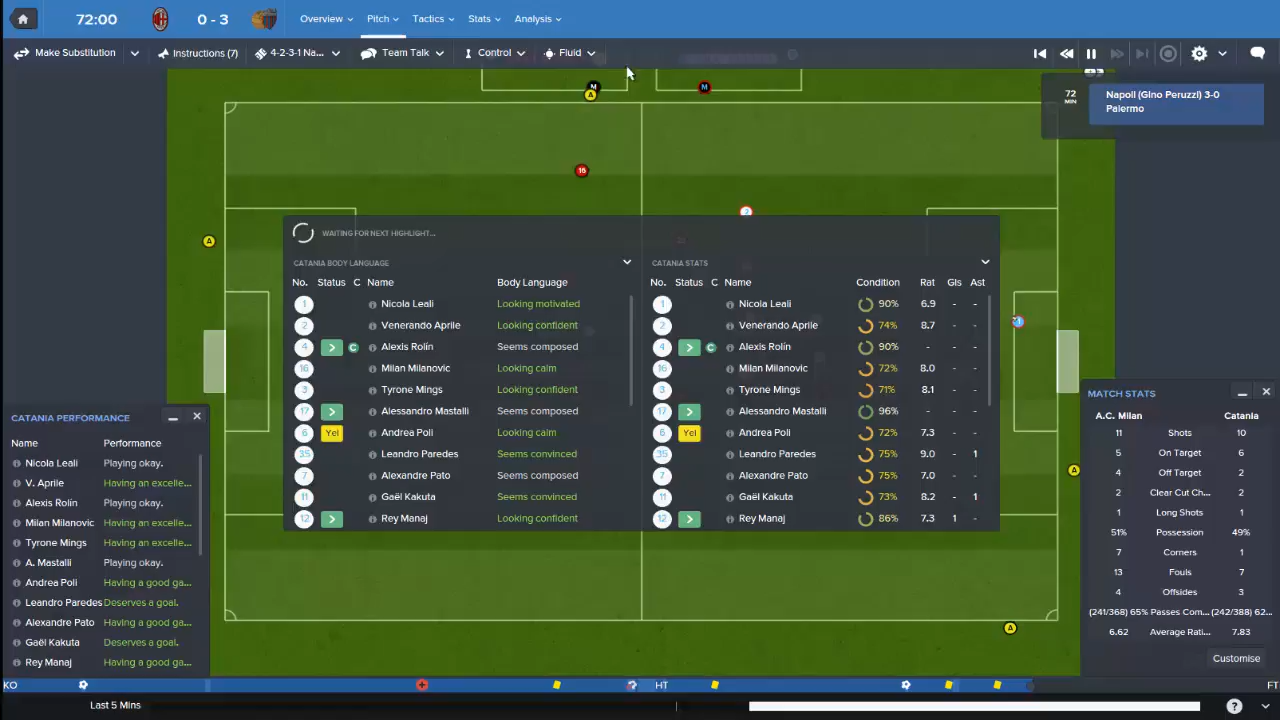 72:00 0 - 3 Overview Pitch Tactics Stats Analysis
Make Substitution Instructions (7) 4-2-3-1 Na... Team Talk Control Fluid
72 MIN Napoli (Gino Peruzzi) 3-0 Palermo
WAITING FOR NEXT HIGHLIGHT...
CATANIA BODY LANGUAGE
No. Status C Name Body Language
1 Nicola Leali Looking motivated
2 Venerando Aprile Looking confident
4 C Alexis Rolín Seems composed
16 Milan Milanovic Looking calm
3 Tyrone Mings Looking confident
17 Alessandro Mastalli Seems composed
6 Yel Andrea Poli Looking calm
35 Leandro Paredes Seems convinced
7 Alexandre Pato Seems composed
11 Gaël Kakuta Seems convinced
12 Rey Manaj Looking confident
CATANIA STATS
No. Status C Name Condition Rat Gls Ast
1 Nicola Leali 90% 6.9 - -
2 Venerando Aprile 74% 8.7 - -
4 C Alexis Rolín 90% - - -
16 Milan Milanovic 72% 8.0 - -
3 Tyrone Mings 71% 8.1 - -
17 Alessandro Mastalli 96% - - -
6 Yel Andrea Poli 72% 7.3 - -
35 Leandro Paredes 75% 9.0 - 1
7 Alexandre Pato 75% 7.0 - -
11 Gaël Kakuta 73% 8.2 - 1
12 Rey Manaj 86% 7.3 1 -
CATANIA PERFORMANCE
Name Performance
Nicola Leali Playing okay.
V. Aprile Having an excelle...
Alexis Rolín Playing okay.
Milan Milanovic Having an excelle...
Tyrone Mings Having an excelle...
A. Mastalli Playing okay.
Andrea Poli Having a good ga...
Leandro Paredes Deserves a goal.
Alexandre Pato Having a good ga...
Gaël Kakuta Deserves a goal.
Rey Manaj Having a good ga...
MATCH STATS
A.C. Milan Catania
11 Shots 10
5 On Target 6
4 Off Target 2
2 Clear Cut Ch... 2
1 Long Shots 1
51% Possession 49%
7 Corners 1
13 Fouls 7
4 Offsides 3
(241/368) 65% Passes Com... (242/388) 62...
6.62 Average Rati... 7.83
Customise
M
A
M
16
2
A
A
A
KO HT FT
Last 5 Mins
?